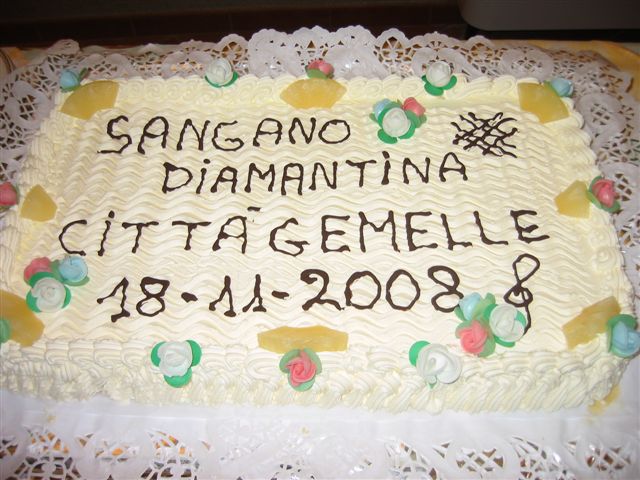 SANGANO
DIAMANTINA
CITTÀ GEMELLE
18-11-2008